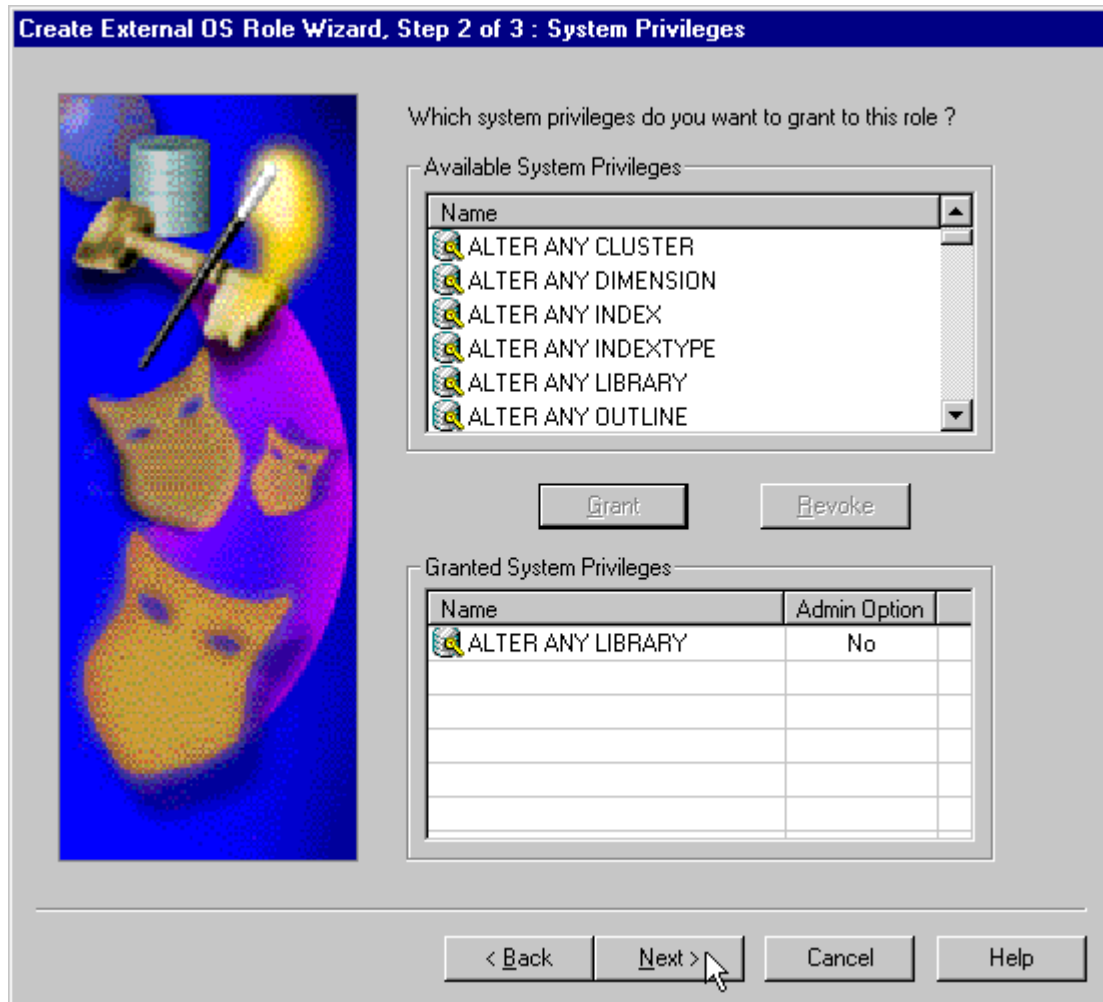 Create External OS Role Wizard, Step 2 of 3 : System Privileges
Which system privileges do you want to grant to this role ?
Available System Privileges
Name
ALTER ANY CLUSTER
ALTER ANY DIMENSION
ALTER ANY INDEX
ALTER ANY INDEXTYPE
ALTER ANY LIBRARY
ALTER ANY OUTLINE
Grant Revoke
Granted System Privileges
Name Admin Option
ALTER ANY LIBRARY No
< Back Next > Cancel Help